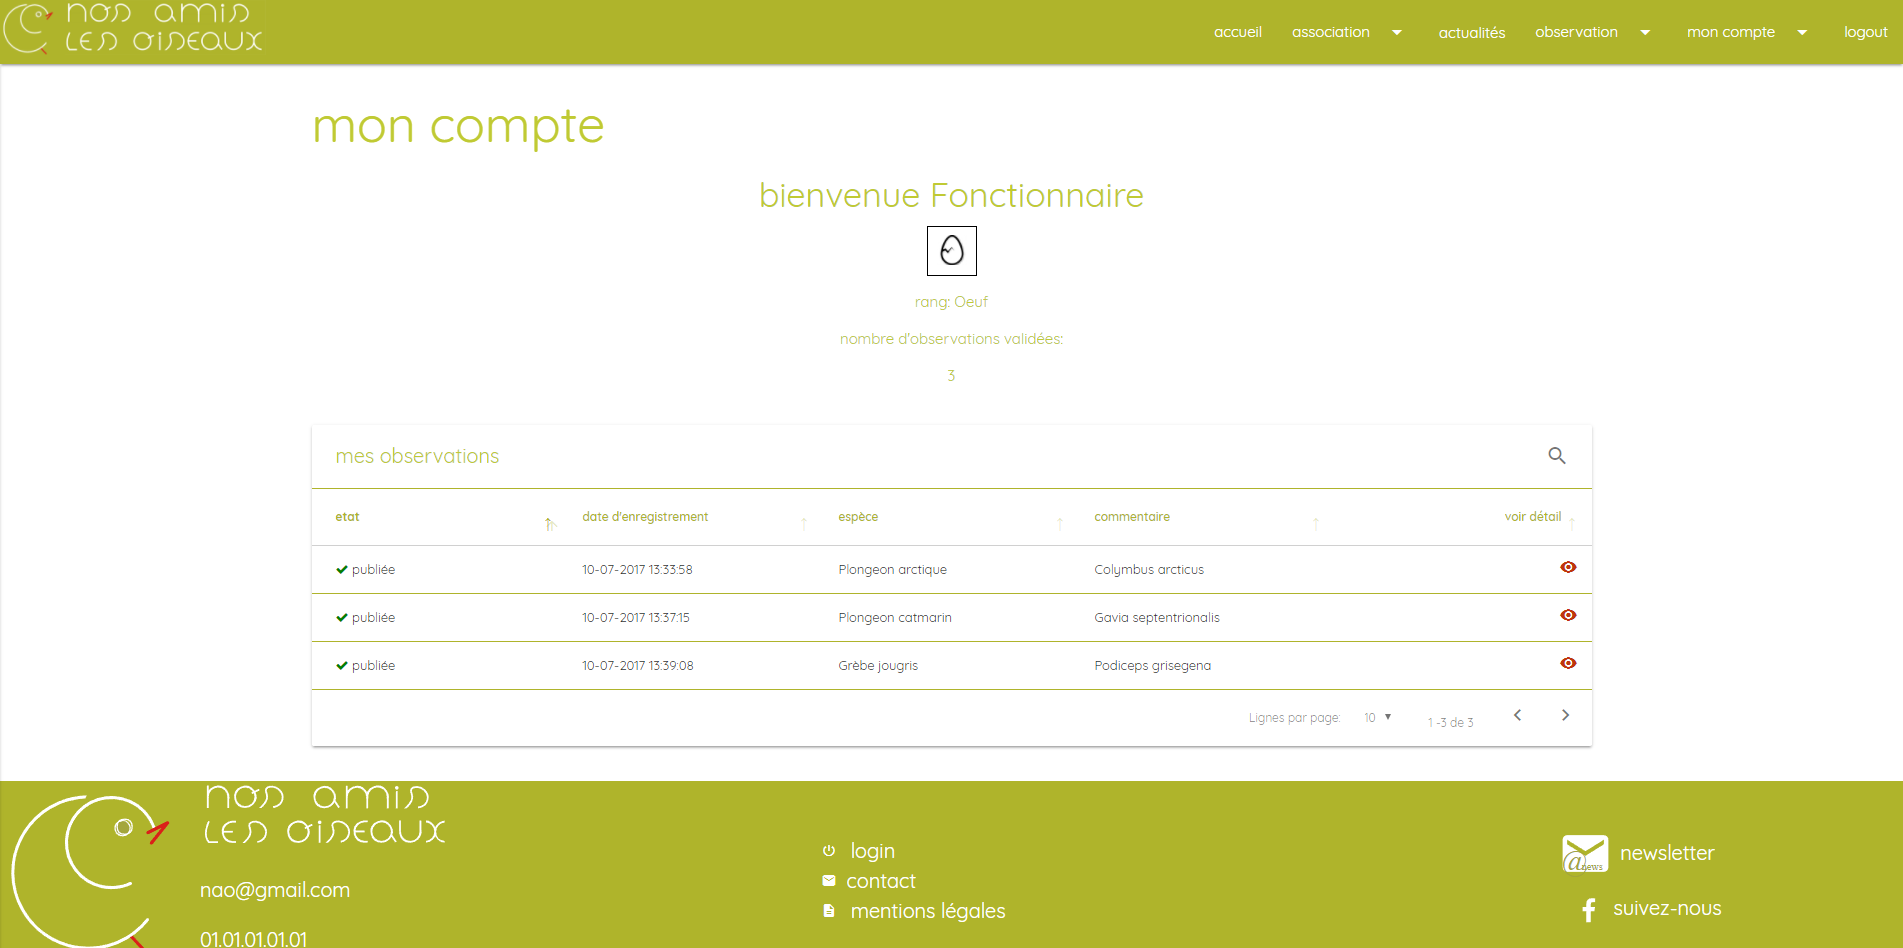 nos amis
les oiseaux
accueil association actualités observation mon compte logout
mon compte
bienvenue Fonctionnaire
rang: Oeuf
nombre d'observations validées:
3
mes observations
etat date d'enregistrement espèce commentaire voir détail
publiée 10-07-2017 13:33:58 Plongeon arctique Colymbus arcticus
publiée 10-07-2017 13:37:15 Plongeon catmarin Gavia septentrionalis
publiée 10-07-2017 13:39:08 Grèbe jougris Podiceps grisegena
Lignes par page: 10 1 -3 de 3
nos amis
les oiseaux
nao@gmail.com
01.01.01.01.01
login
contact
mentions légales
@news newsletter
suivez-nous